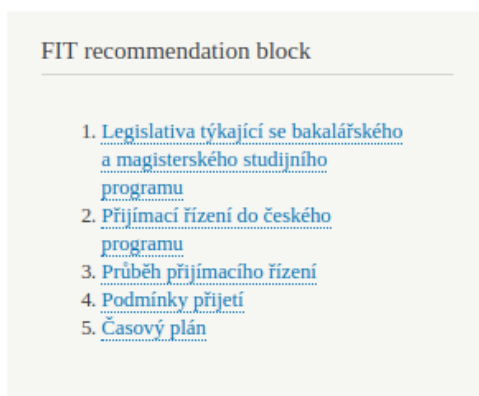 FIT recommendation block
1. Legislativa týkající se bakalářského
a magisterského studijního
programu
2. Přijímací řízení do českého
programu
3. Průběh přijímacího řízení
4. Podmínky přijetí
5. Časový plán